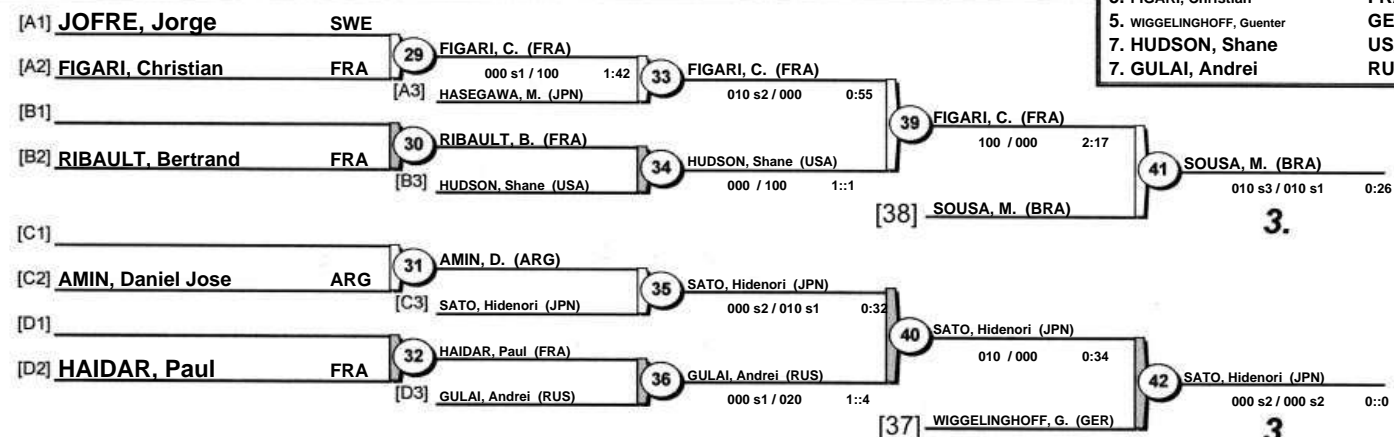 5. WIGGELINGHOFF, Guenter GE
7. HUDSON, Shane US
7. GULAI, Andrei RU
[A1] JOFRE, Jorge SWE
29 FIGARI, C. (FRA)
000 s1 / 100 1:42
[A2] FIGARI, Christian FRA
[A3] HASEGAWA, M. (JPN)
33 FIGARI, C. (FRA)
010 s2 / 000 0:55
[B1]
30 RIBAULT, B. (FRA)
[B2] RIBAULT, Bertrand FRA
[B3] HUDSON, Shane (USA)
34 HUDSON, Shane (USA)
000 / 100 1::1
39 FIGARI, C. (FRA)
100 / 000 2:17
[38] SOUSA, M. (BRA)
41 SOUSA, M. (BRA)
010 s3 / 010 s1 0:26
3.
[C1]
31 AMIN, D. (ARG)
[C2] AMIN, Daniel Jose ARG
[C3] SATO, Hidenori (JPN)
35 SATO, Hidenori (JPN)
000 s2 / 010 s1 0:32
[D1]
32 HAIDAR, Paul (FRA)
[D2] HAIDAR, Paul FRA
[D3] GULAI, Andrei (RUS)
36 GULAI, Andrei (RUS)
000 s1 / 020 1::4
40 SATO, Hidenori (JPN)
010 / 000 0:34
[37] WIGGELINGHOFF, G. (GER)
42 SATO, Hidenori (JPN)
000 s2 / 000 s2 0::0
3